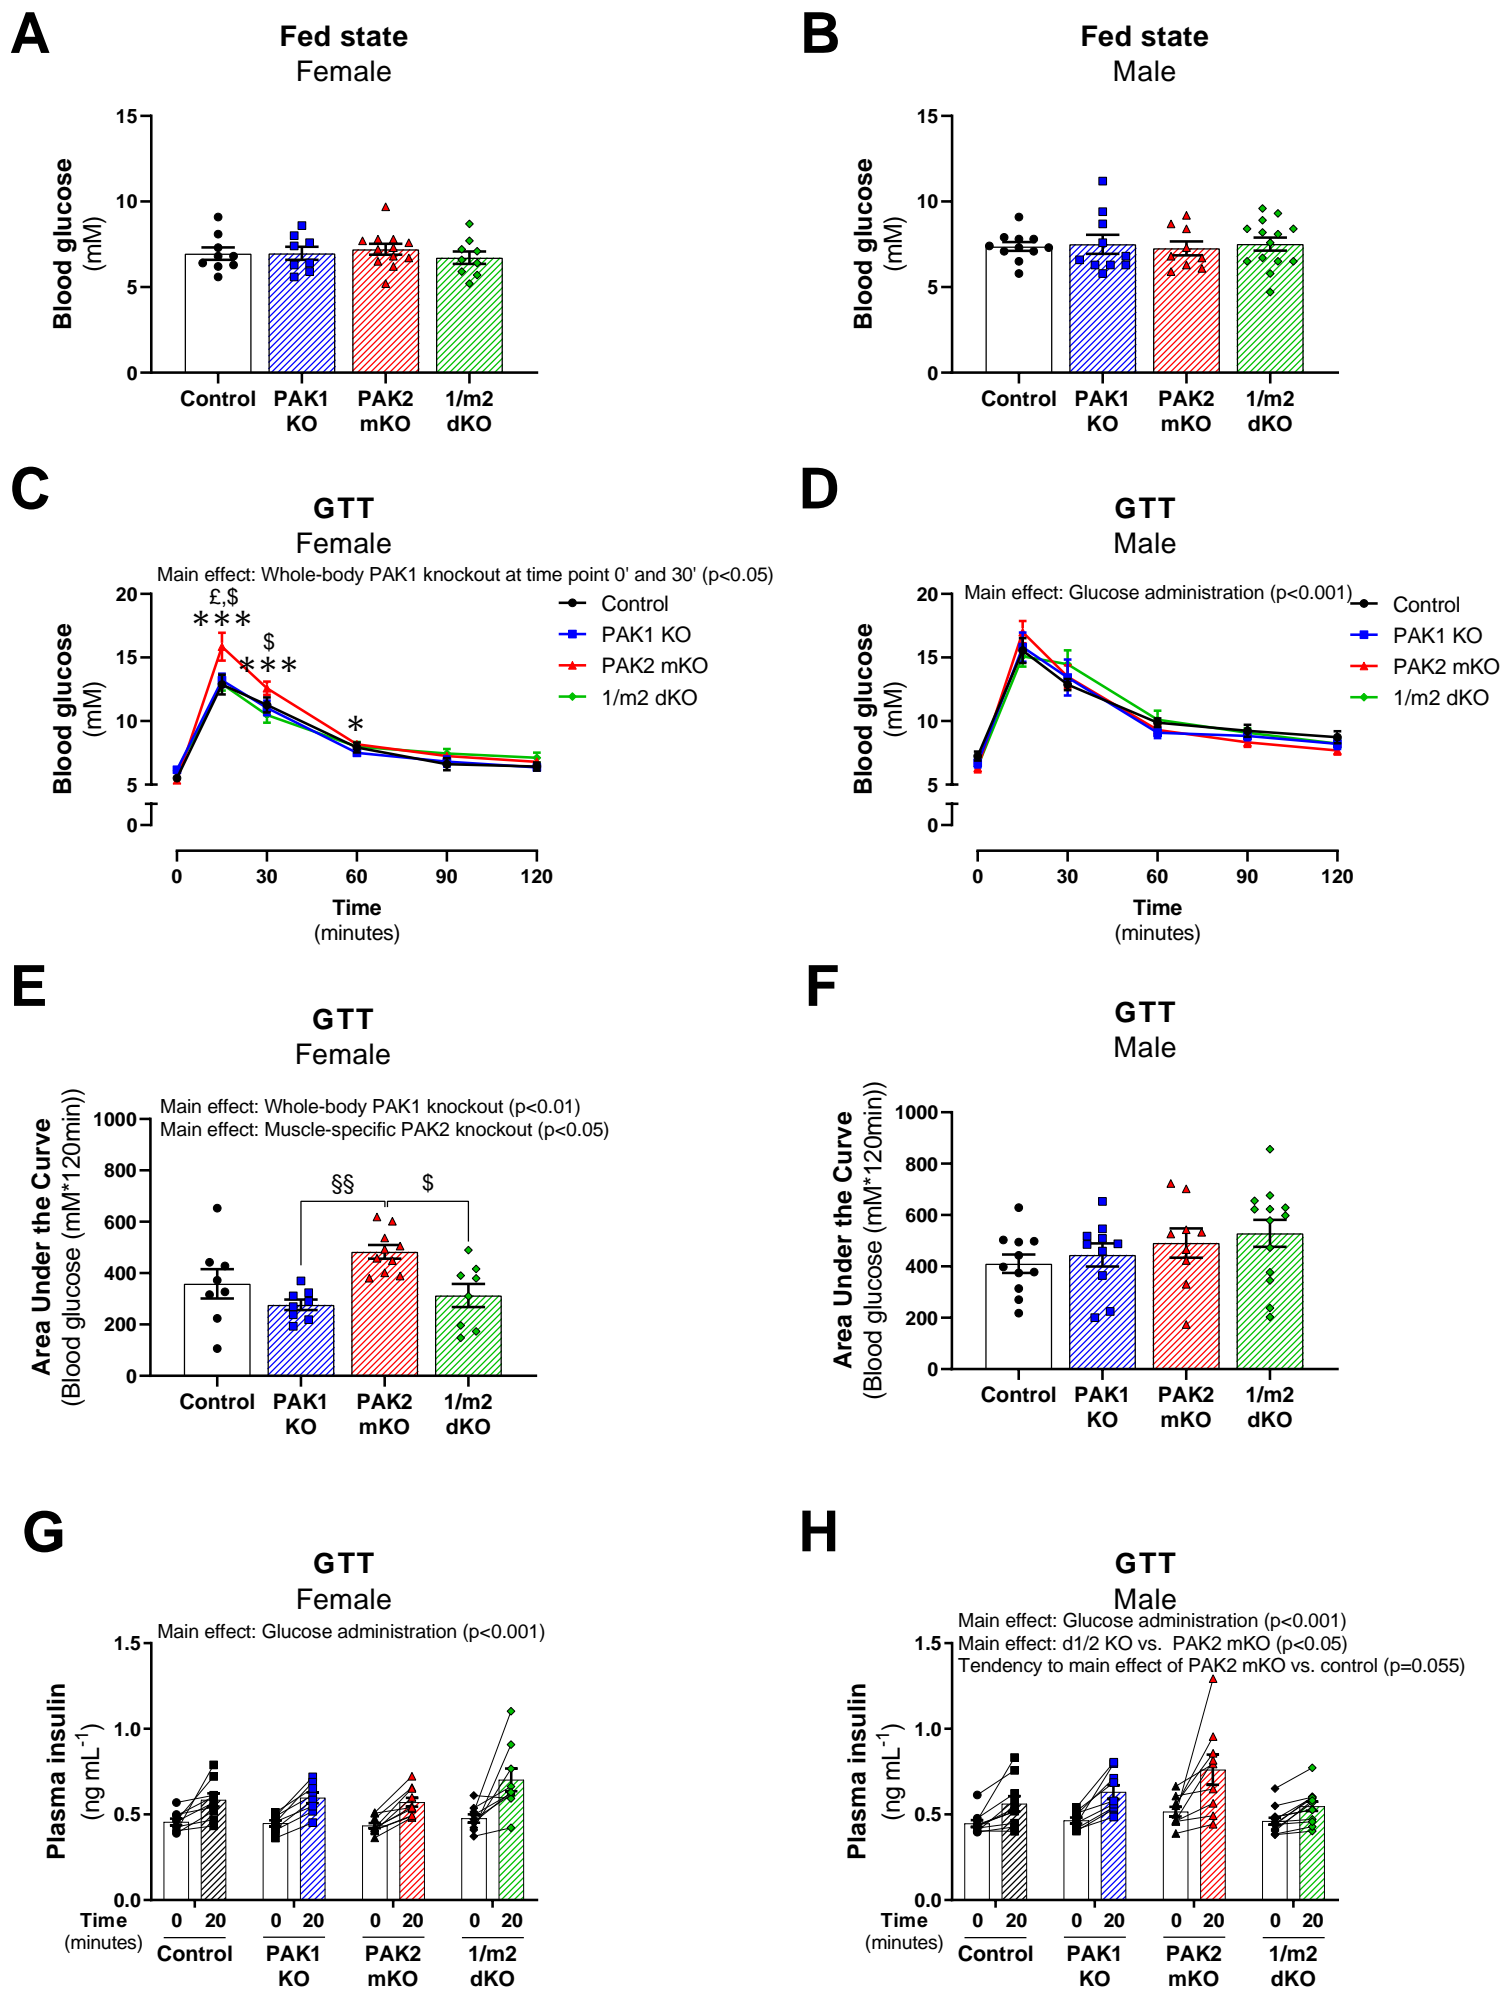 A
Fed state
Female
Blood glucose
(mM)
15
10
5
0
Control
PAK1
KO
PAK2
mKO
1/m2
dKO
B
Fed state
Male
Blood glucose
(mM)
15
10
5
0
Control
PAK1
KO
PAK2
mKO
1/m2
dKO
C
GTT
Female
Main effect: Whole-body PAK1 knockout at time point 0' and 30' (p<0.05)
Blood glucose
(mM)
20
15
10
5
0
£,$
***
$
***
*
Control
PAK1 KO
PAK2 mKO
1/m2 dKO
0 30 60 90 120
Time
(minutes)
D
GTT
Male
Main effect: Glucose administration (p<0.001)
Blood glucose
(mM)
20
15
10
5
0
Control
PAK1 KO
PAK2 mKO
1/m2 dKO
0 30 60 90 120
Time
(minutes)
E
GTT
Female
Main effect: Whole-body PAK1 knockout (p<0.01)
Main effect: Muscle-specific PAK2 knockout (p<0.05)
Area Under the Curve
(Blood glucose (mM*120min))
1000
800
600
400
200
0
§§
$
Control
PAK1
KO
PAK2
mKO
1/m2
dKO
F
GTT
Male
Area Under the Curve
(Blood glucose (mM*120min))
1000
800
600
400
200
0
Control
PAK1
KO
PAK2
mKO
1/m2
dKO
G
GTT
Female
Main effect: Glucose administration (p<0.001)
Plasma insulin
(ng mL-1)
1.5
1.0
0.5
0.0
Time
(minutes)
0 20 0 20 0 20 0 20
Control
PAK1
KO
PAK2
mKO
1/m2
dKO
H
GTT
Male
Main effect: Glucose administration (p<0.001)
Main effect: d1/2 KO vs. PAK2 mKO (p<0.05)
Tendency to main effect of PAK2 mKO vs. control (p=0.055)
Plasma insulin
(ng mL-1)
1.5
1.0
0.5
0.0
Time
(minutes)
0 20 0 20 0 20 0 20
Control
PAK1
KO
PAK2
mKO
1/m2
dKO